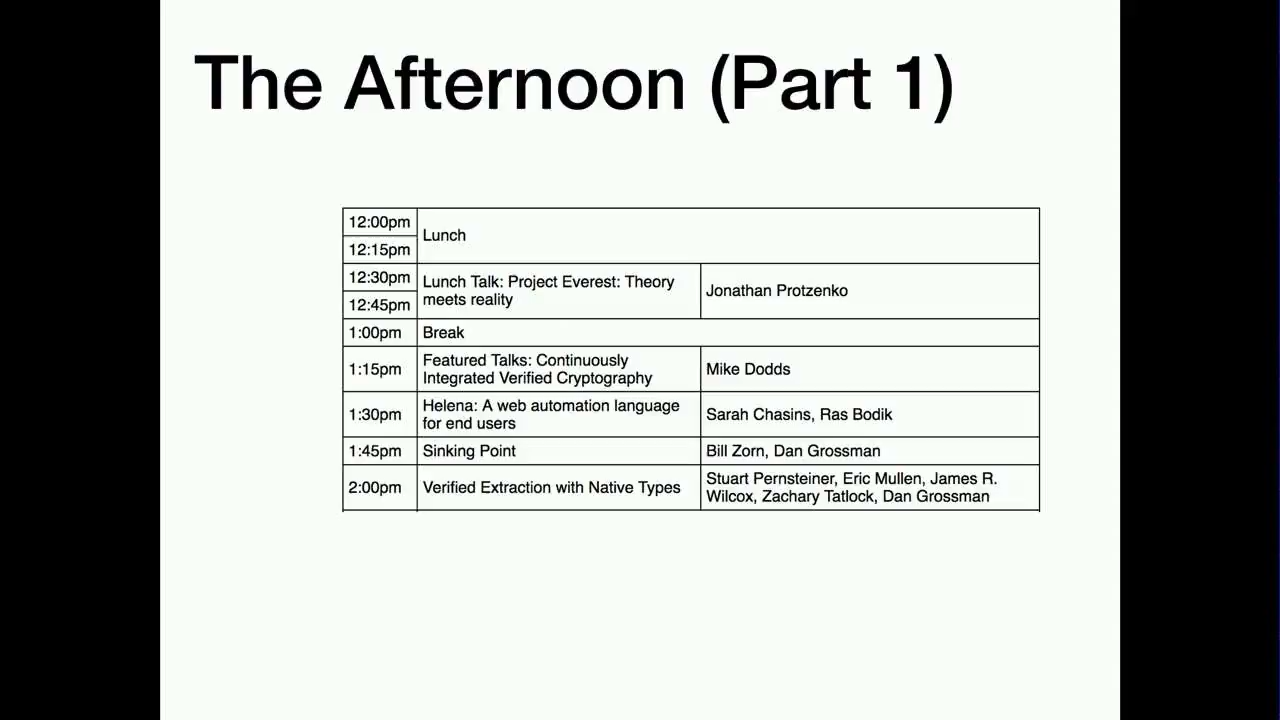 The Afternoon (Part 1)
12:00pm
Lunch
12:15pm
12:30pm
Lunch Talk: Project Everest: Theory
meets reality
Jonathan Protzenko
12:45pm
1:00pm
Break
1:15pm
Featured Talks: Continuously
Integrated Verified Cryptography
Mike Dodds
1:30pm
Helena: A web automation language
for end users
Sarah Chasins, Ras Bodik
1:45pm
Sinking Point
Bill Zorn, Dan Grossman
2:00pm
Verified Extraction with Native Types
Stuart Pernsteiner, Eric Mullen, James R.
Wilcox, Zachary Tatlock, Dan Grossman